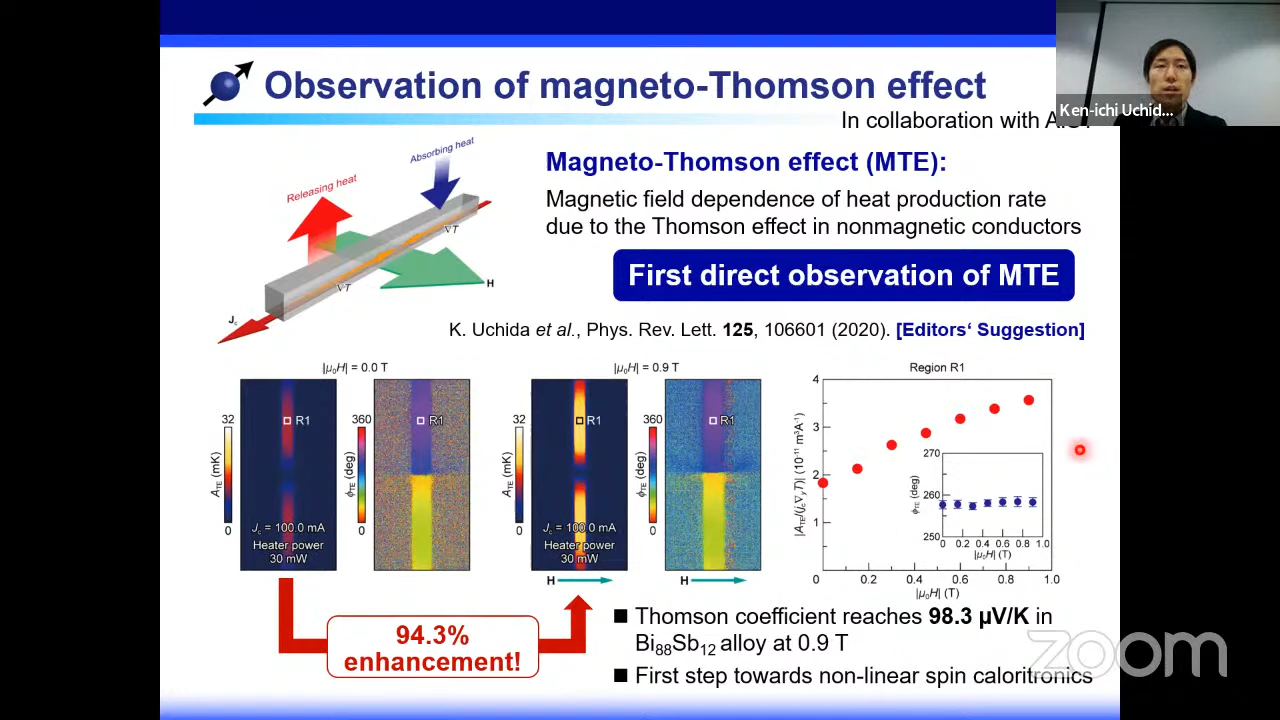 Observation of magneto-Thomson effect
Ken-ichi Uchid...
In collaboration with
Absorbing heat
Releasing heat
∇T
∇T
H
Jc
Magneto-Thomson effect (MTE):
Magnetic field dependence of heat production rate
due to the Thomson effect in nonmagnetic conductors
First direct observation of MTE
K. Uchida et al., Phys. Rev. Lett. 125, 106601 (2020). [Editors‘ Suggestion]
|μ0H| = 0.0 T
32
ATE (mK)
0
R1
Jc = 100.0 mA
Heater power
30 mW
360
ϕTE (deg)
0
R1
|μ0H| = 0.9 T
32
ATE (mK)
0
R1
Jc = 100.0 mA
Heater power
30 mW
H
360
ϕTE (deg)
0
R1
H
Region R1
|ATE/(jc∇yT)| (10⁻¹¹ m³A⁻¹)
4
3
2
1
0
0.2
0.4
0.6
0.8
1.0
|μ0H| (T)
ϕTE (deg)
270
260
250
0 0.2 0.4 0.6 0.8 1.0
|μ0H| (T)
94.3%
enhancement!
■ Thomson coefficient reaches 98.3 µV/K in
Bi88Sb12 alloy at 0.9 T
■ First step towards non-linear spin caloritronics
zoom